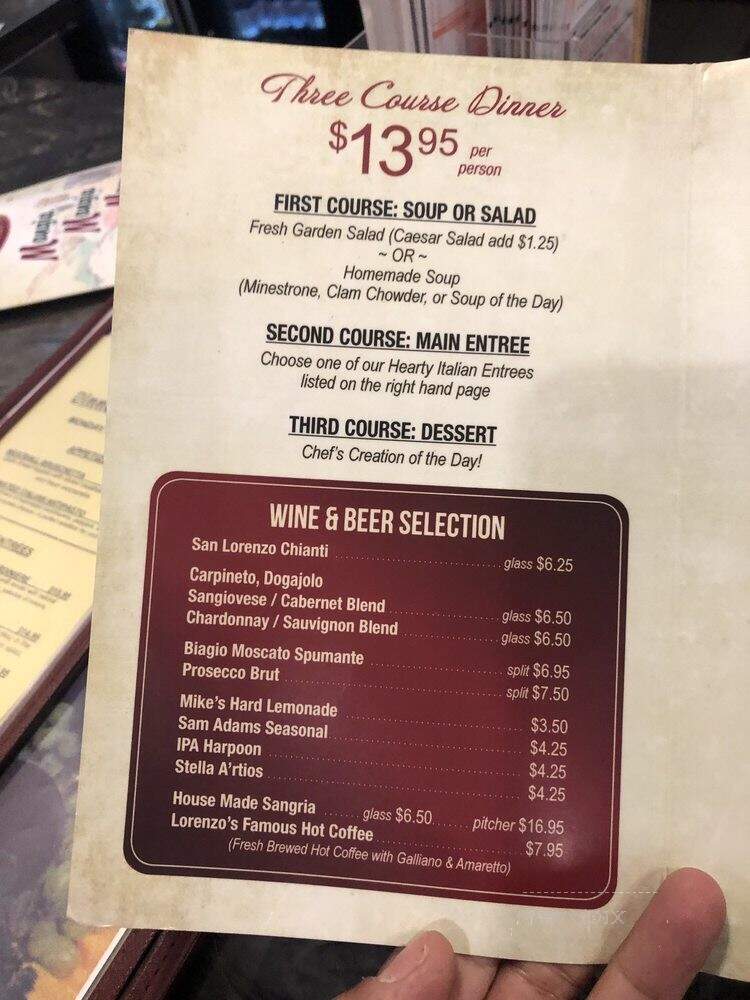 Three Course Dinner
$13 95 per
person
FIRST COURSE: SOUP OR SALAD
Fresh Garden Salad (Caesar Salad add $1.25)
~ OR ~
Homemade Soup
(Minestrone, Clam Chowder, or Soup of the Day)
SECOND COURSE: MAIN ENTREE
Choose one of our Hearty Italian Entrees
listed on the right hand page
THIRD COURSE: DESSERT
Chef's Creation of the Day!
WINE & BEER SELECTION
San Lorenzo Chianti glass $6.25
Carpineto, Dogajolo
Sangiovese / Cabernet Blend glass $6.50
Chardonnay / Sauvignon Blend glass $6.50
Biagio Moscato Spumante split $6.95
Prosecco Brut split $7.50
Mike's Hard Lemonade $3.50
Sam Adams Seasonal $4.25
IPA Harpoon $4.25
Stella A'rtios $4.25
House Made Sangria glass $6.50 pitcher $16.95
Lorenzo's Famous Hot Coffee $7.95
(Fresh Brewed Hot Coffee with Galliano & Amaretto)